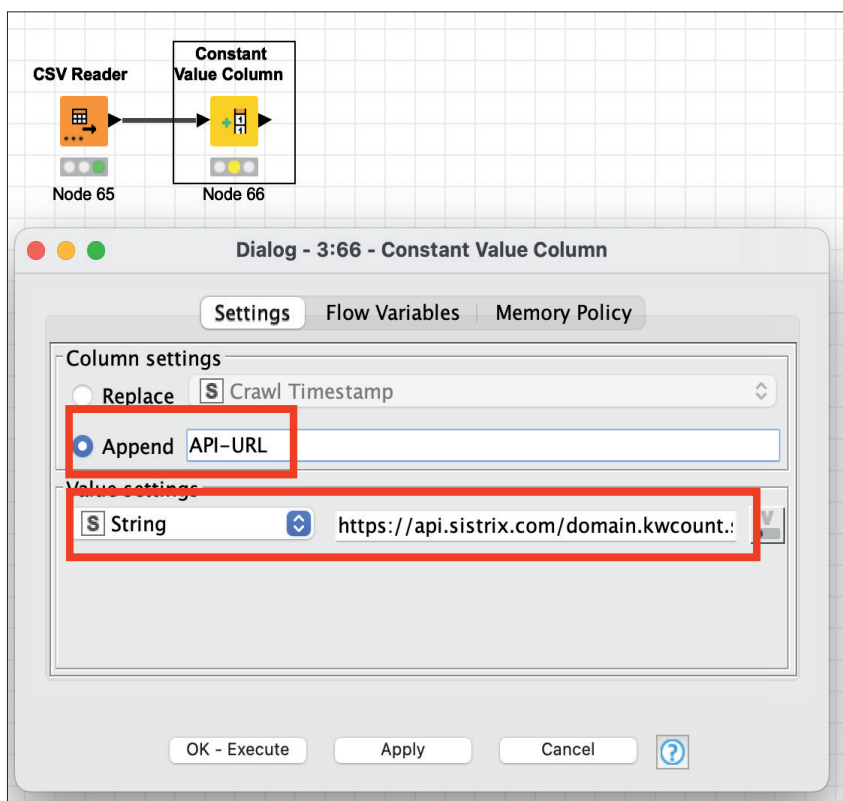 Constant
CSV Reader Value Column
Node 65 Node 66
Dialog - 3:66 - Constant Value Column
Settings Flow Variables Memory Policy
Column settings
Replace S Crawl Timestamp
Append API-URL
Value settings
S String https://api.sistrix.com/domain.kwcount.s
OK - Execute Apply Cancel ?